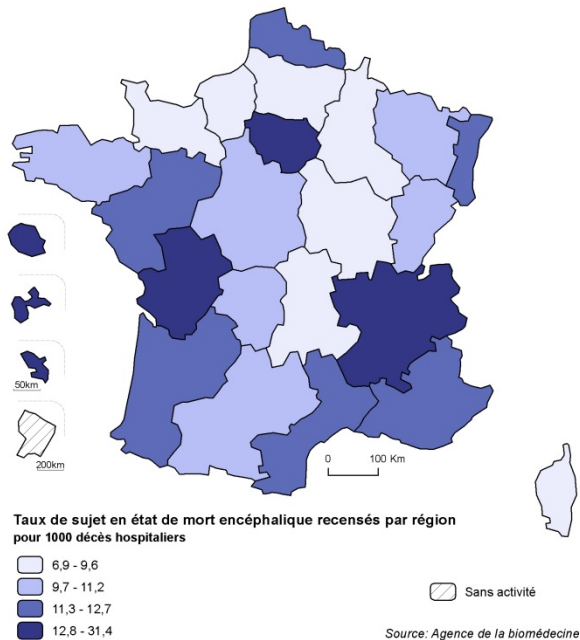 50km
200km
0 100 Km
Taux de sujet en état de mort encéphalique recensés par région
pour 1000 décès hospitaliers
6,9 - 9,6
9,7 - 11,2
11,3 - 12,7
12,8 - 31,4
Sans activité
Source: Agence de la biomédecine